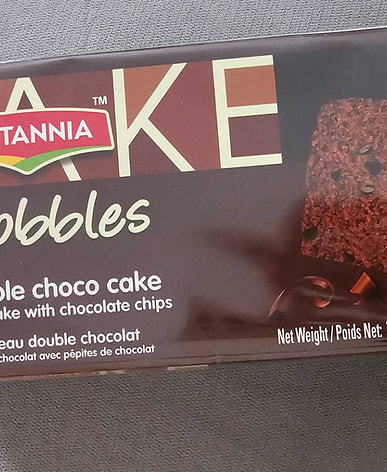 AKE
TANNIA
™
obbles
ble choco cake
ake with chocolate chips
eau double chocolat
chocolat avec pépites de chocolat
Net Weight / Poids Net: